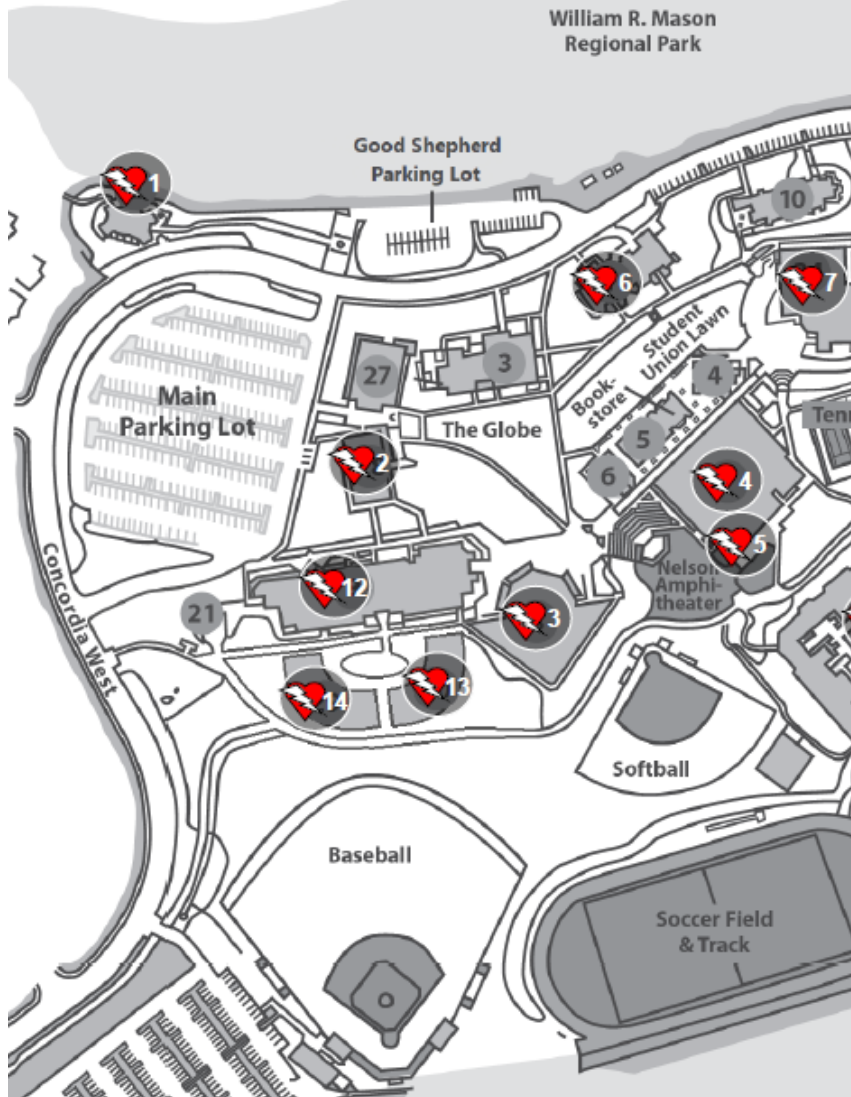 William R. Mason
Regional Park
Good Shepherd
Parking Lot
1
10
6
7
Student
Union Lawn
Book-
store
27
3
4
Main
Parking Lot
The Globe
Tenn
5
2
6
4
5
Nelson
Amphi-
theater
Concordia West
12
21
3
13
14
Softball
Baseball
Soccer Field
& Track